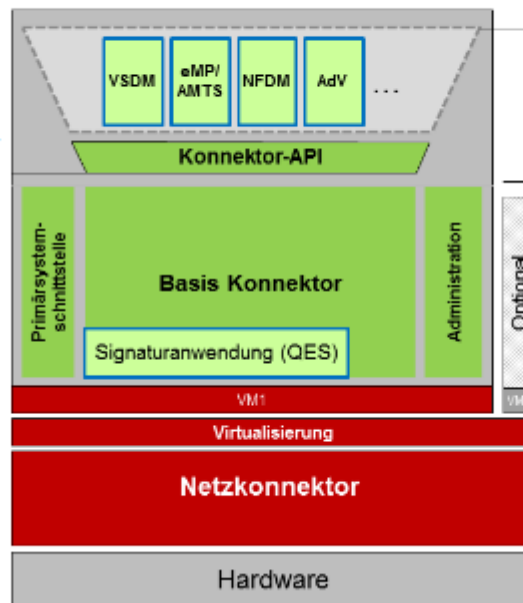 VSDM
eMP/
AMTS
NFDM
AdV
...
Konnektor-API
Primärsystem-
schnittstelle
Basis Konnektor
Administration
Signaturanwendung (QES)
Optional
VM1
VM
Virtualisierung
Netzkonnektor
Hardware